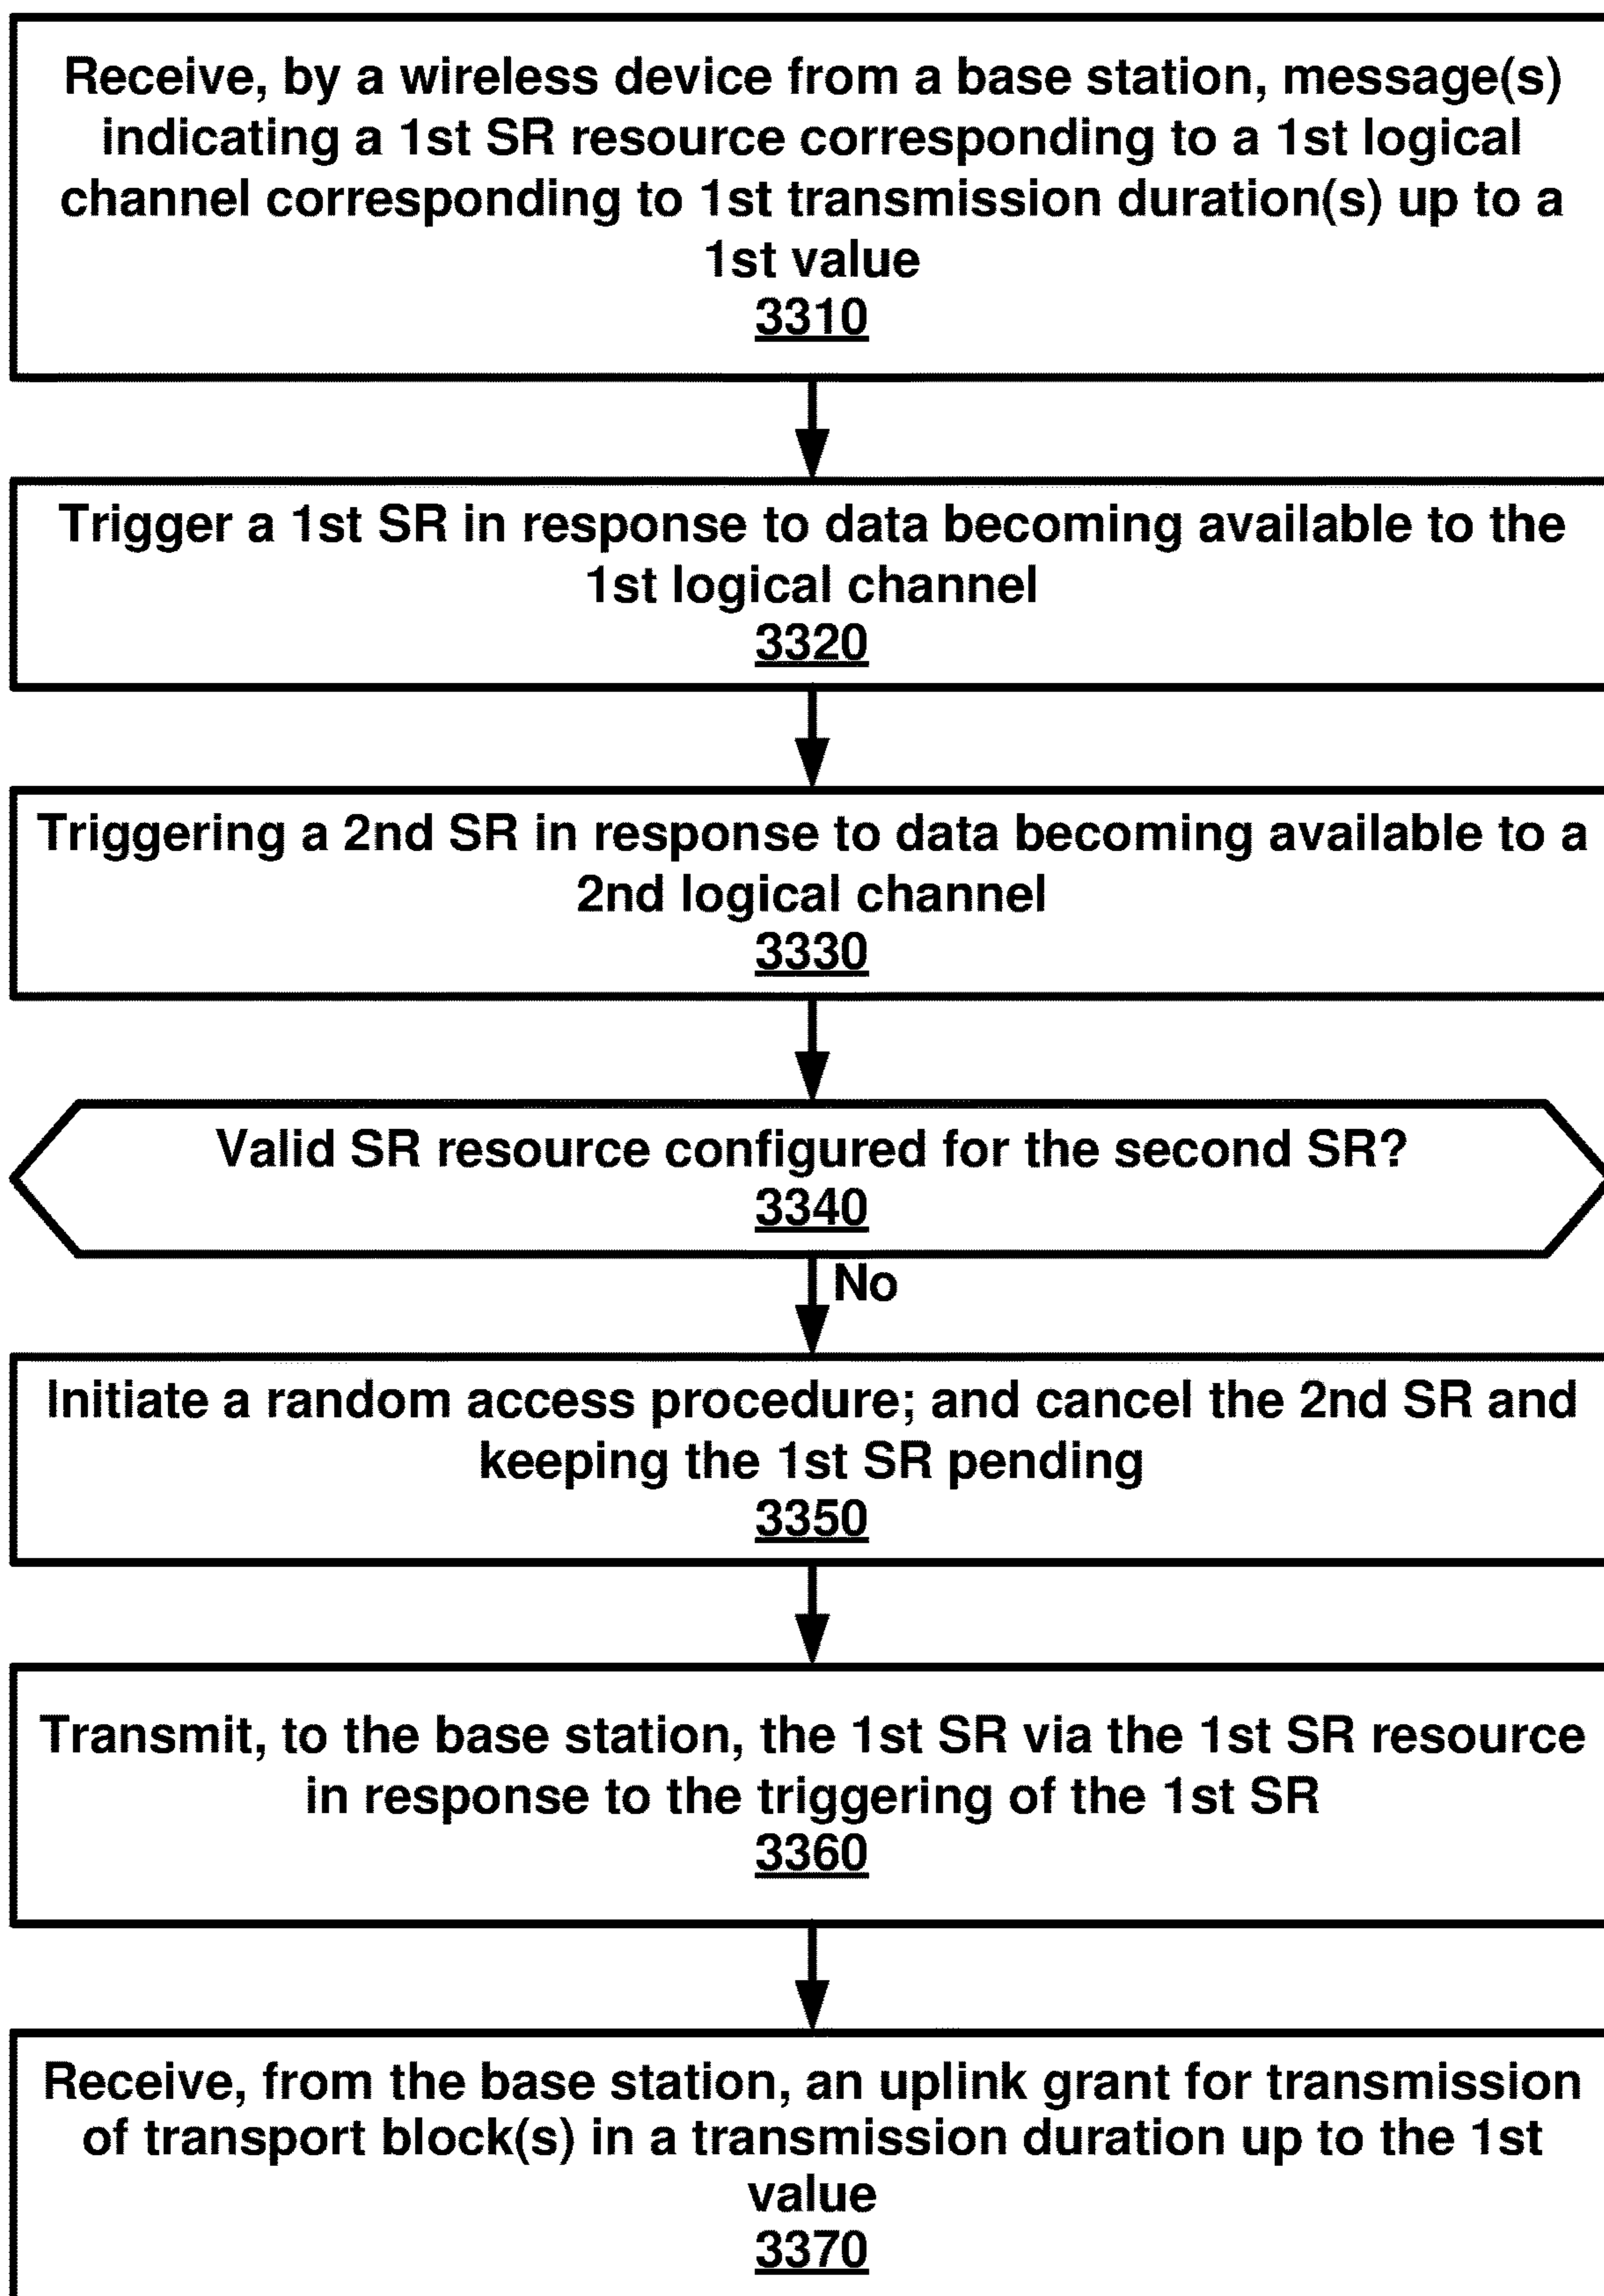 Receive, by a wireless device from a base station, message(s)
indicating a 1st SR resource corresponding to a 1st logical
channel corresponding to 1st transmission duration(s) up to a
1st value
3310
Trigger a 1st SR in response to data becoming available to the
1st logical channel
3320
Triggering a 2nd SR in response to data becoming available to a
2nd logical channel
3330
Valid SR resource configured for the second SR?
3340
No
Initiate a random access procedure; and cancel the 2nd SR and
keeping the 1st SR pending
3350
Transmit, to the base station, the 1st SR via the 1st SR resource
in response to the triggering of the 1st SR
3360
Receive, from the base station, an uplink grant for transmission
of transport block(s) in a transmission duration up to the 1st
value
3370